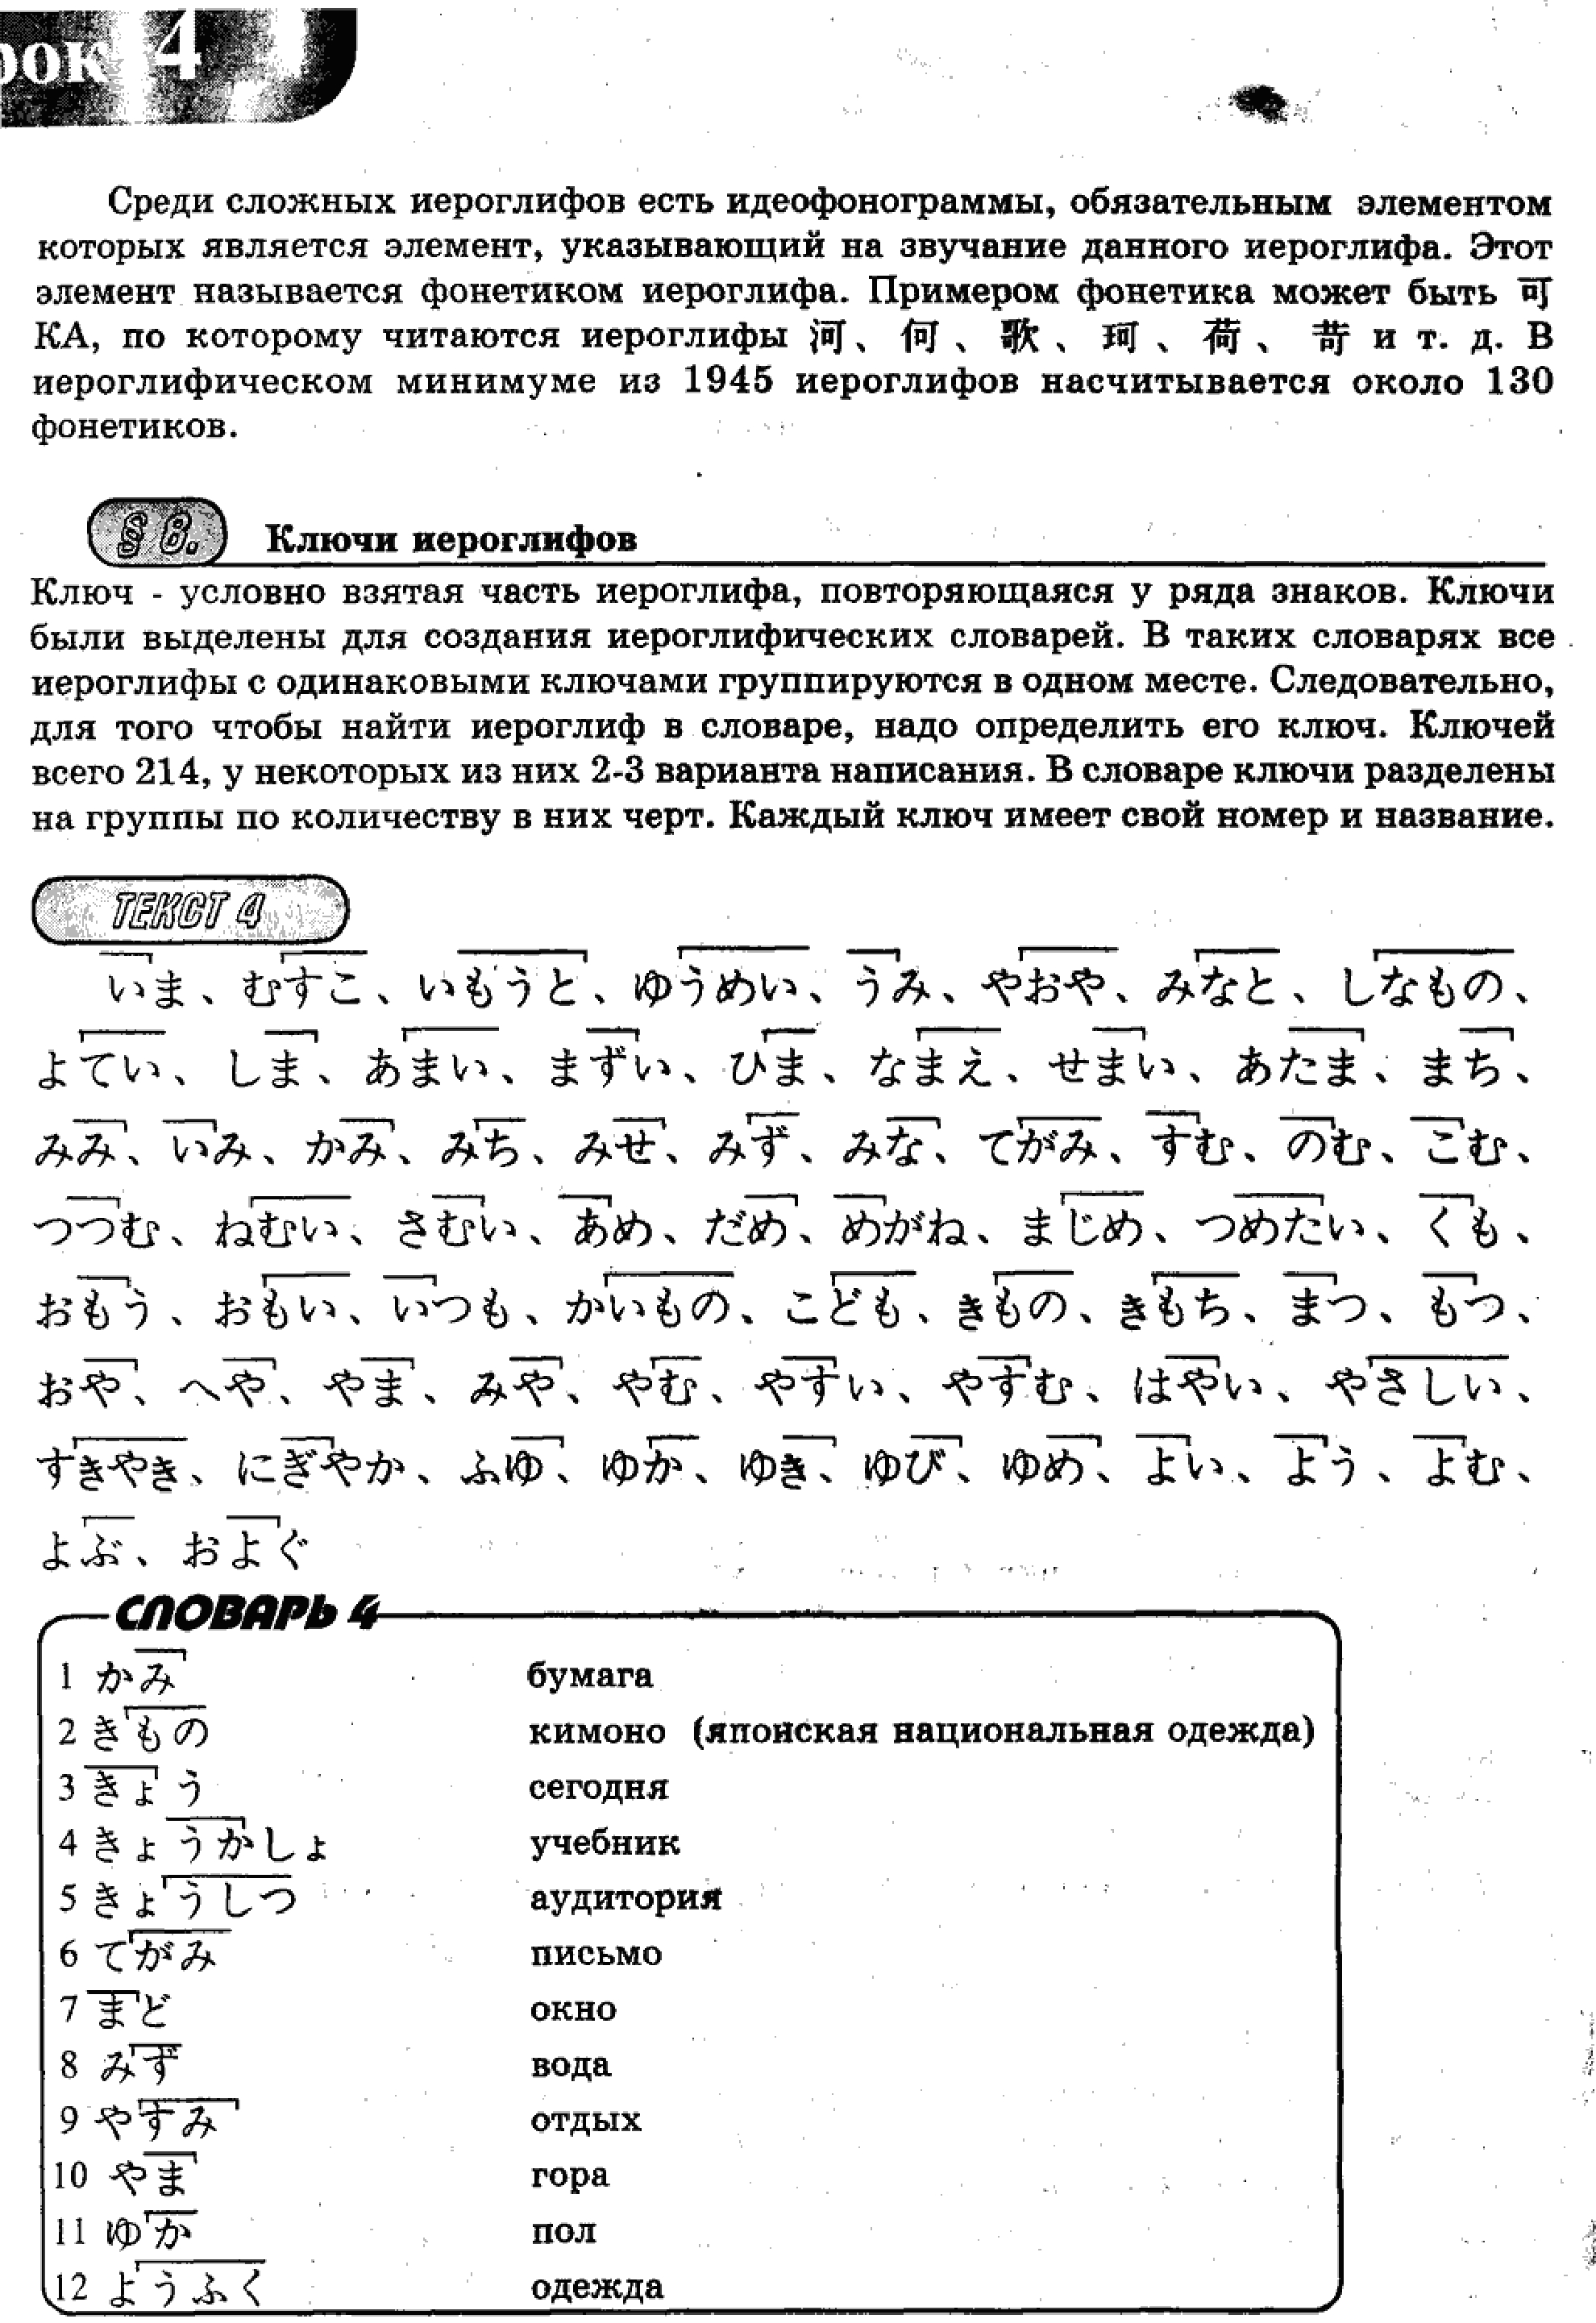 рок 4
Среди сложных иероглифов есть идеофонограммы, обязательным элементом
которых является элемент, указывающий на звучание данного иероглифа. Этот
элемент называется фонетиком иероглифа. Примером фонетика может быть 可
КА, по которому читаются иероглифы 河、何、歌、珂、荷、苛 и т. д. В
иероглифическом минимуме из 1945 иероглифов насчитывается около 130
фонетиков.
§ 8. Ключи иероглифов
Ключ - условно взятая часть иероглифа, повторяющаяся у ряда знаков. Ключи
были выделены для создания иероглифических словарей. В таких словарях все
иероглифы с одинаковыми ключами группируются в одном месте. Следовательно,
для того чтобы найти иероглиф в словаре, надо определить его ключ. Ключей
всего 214, у некоторых из них 2-3 варианта написания. В словаре ключи разделены
на группы по количеству в них черт. Каждый ключ имеет свой номер и название.
ТЕКСТ 4
いま、むすこ、いもうと、ゆうめい、うみ、やおや、みなと、しなもの、
よてい、しま、あまい、まずい、ひま、なまえ、せまい、あたま、まち、
みみ、いみ、かみ、みち、みせ、みず、みな、てがみ、すむ、のむ、こむ、
つつむ、ねむい、さむい、あめ、だめ、めがね、まじめ、つめたい、くも、
おもう、おもい、いつも、かいもの、こども、きもの、きもち、まつ、もつ、
おや、へや、やま、みや、やむ、やすい、やすむ、はやい、やさしい、
すきやき、にぎやか、ふゆ、ゆか、ゆき、ゆび、ゆめ、よい、よう、よむ、
よぶ、およぐ
СЛОВАРЬ 4
1 かみ бумага
2 きもの кимоно (японская национальная одежда)
3 きょう сегодня
4 きょうかしょ учебник
5 きょうしつ аудитория
6 てがみ письмо
7 まど окно
8 みず вода
9 やすみ отдых
10 やま гора
11 ゆか пол
12 ようふく одежда